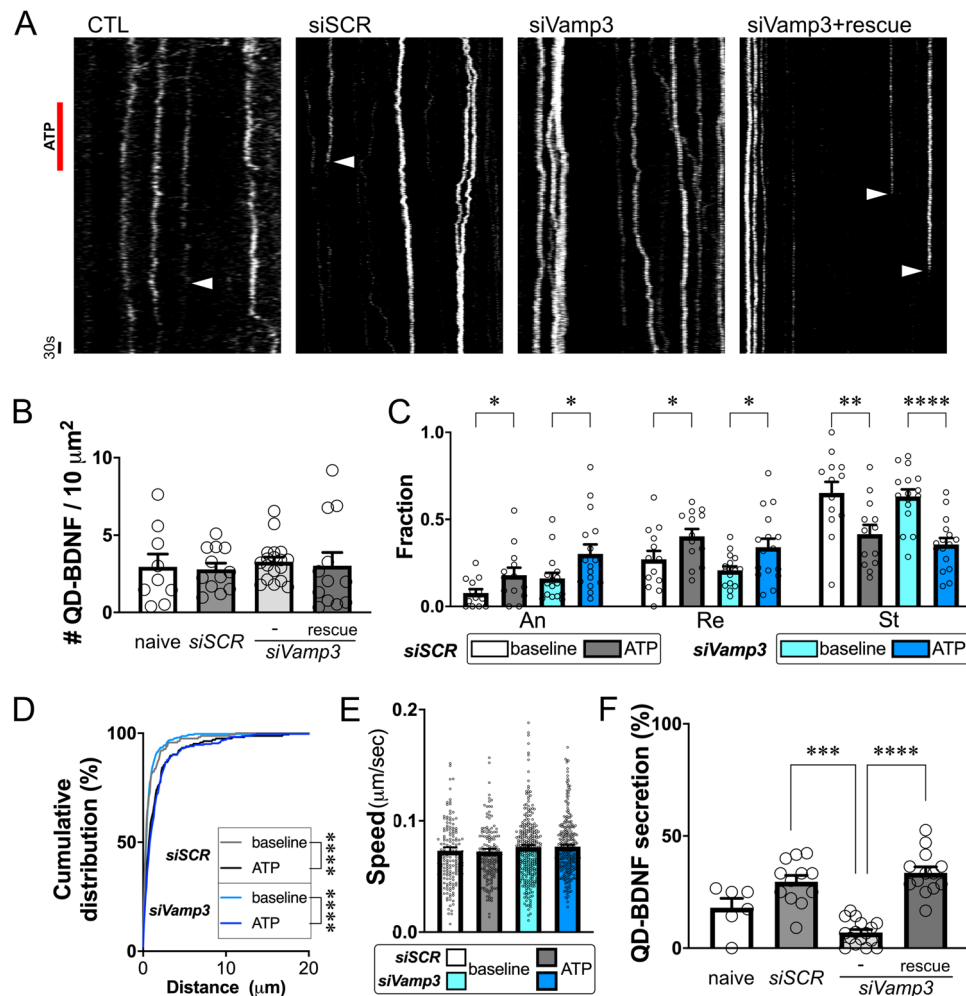 A
CTL
siSCR
siVamp3
siVamp3+rescue
ATP
30s
B
# QD-BDNF / 10 μm²
10
5
0
naive
siSCR
-
rescue
siVamp3
C
Fraction
1.0
0.5
0.0
*
*
*
*
**
****
An
Re
St
siSCR
baseline
ATP
siVamp3
baseline
ATP
D
Cumulative
distribution (%)
100
50
0
siSCR
baseline
ATP
****
siVamp3
baseline
ATP
****
0
10
20
Distance (μm)
E
Speed(μm/sec)
0.2
0.1
0.0
siSCR
siVamp3
baseline
ATP
F
QD-BDNF secretion (%)
100
50
0
***
****
naive
siSCR
-
rescue
siVamp3